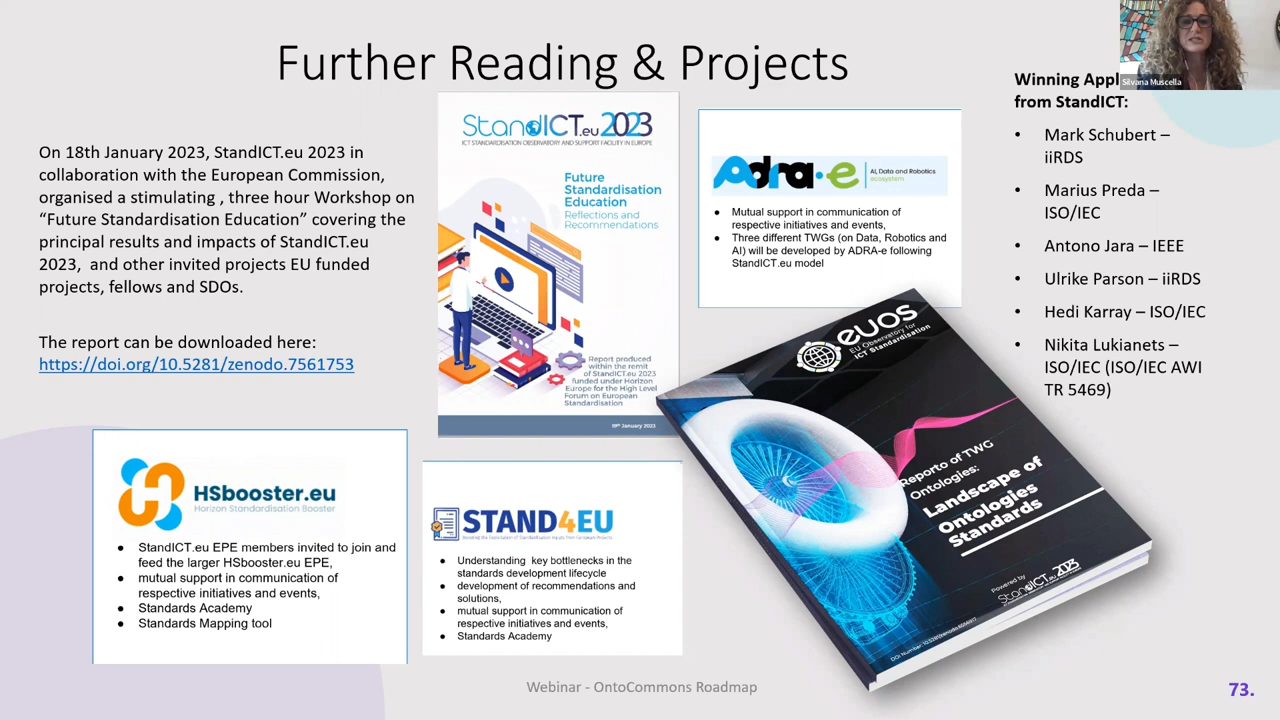 Further Reading & Projects
Silvana Muscella
On 18th January 2023, StandICT.eu 2023 in
collaboration with the European Commission,
organised a stimulating , three hour Workshop on
“Future Standardisation Education” covering the
principal results and impacts of StandICT.eu
2023, and other invited projects EU funded
projects, fellows and SDOs.
The report can be downloaded here:
https://doi.org/10.5281/zenodo.7561753
StandICT.eu 2023
ICT STANDARDISATION OBSERVATORY AND SUPPORT FACILITY IN EUROPE
Future
Standardisation
Education
Reflections and
Recommendations
Report produced
within the remit
of StandICT.eu 2023
funded under Horizon
Europe for the High Level
Forum on European
Standardisation
19th January 2023
Adra-e
AI, Data and Robotics
ecosystem
● Mutual support in communication of
respective initiatives and events,
● Three different TWGs (on Data, Robotics and
AI) will be developed by ADRA-e following
StandICT.eu model
Winning Appl
from StandICT:
• Mark Schubert –
iiRDS
• Marius Preda –
ISO/IEC
• Antono Jara – IEEE
• Ulrike Parson – iiRDS
• Hedi Karray – ISO/IEC
• Nikita Lukianets –
ISO/IEC (ISO/IEC AWI
TR 5469)
HSbooster.eu
Horizon Standardisation Booster
● StandICT.eu EPE members invited to join and
feed the larger HSbooster.eu EPE,
● mutual support in communication of
respective initiatives and events,
● Standards Academy
● Standards Mapping tool
STAND4EU
● Understanding key bottlenecks in the
standards development lifecycle
● development of recommendations and
solutions,
● mutual support in communication of
respective initiatives and events,
● Standards Academy
EUOS
EU Observatory for
ICT Standardisation
Reporto of TWG
Ontologies:
Landscape of
Ontologies
Standards
Powered by
StandICT.eu 2023
Webinar - OntoCommons Roadmap
73.